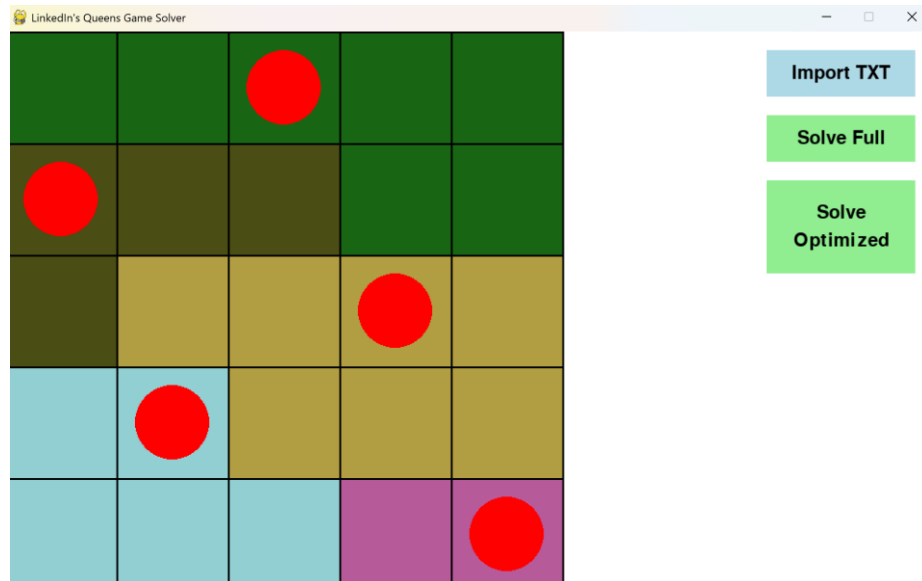 LinkedIn's Queens Game Solver
Import TXT
Solve Full
Solve
Optimized